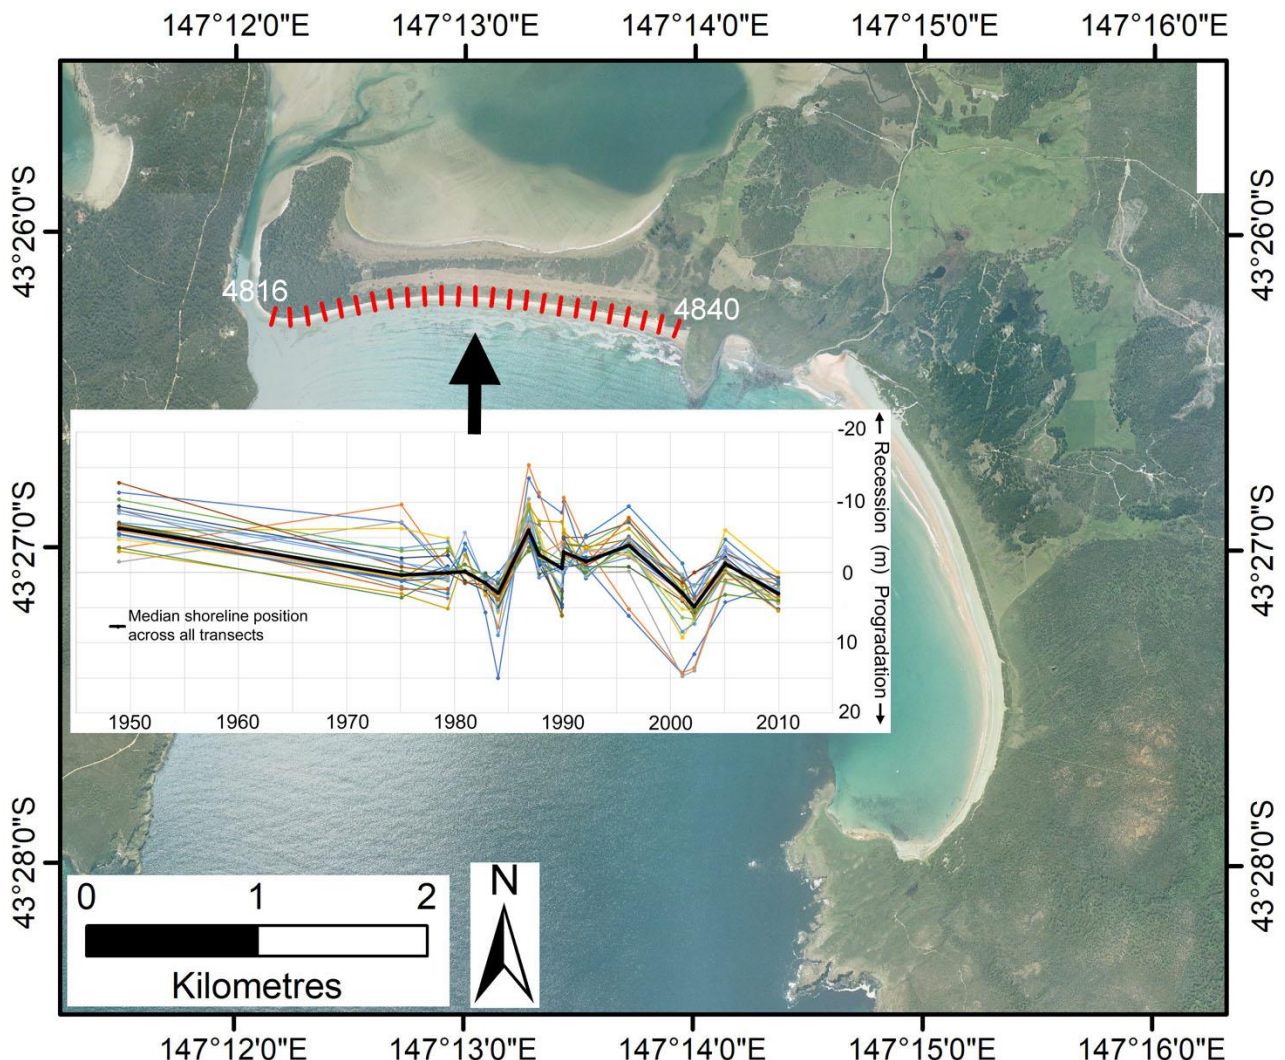 147°12'0"E 147°13'0"E 147°14'0"E 147°15'0"E 147°16'0"E
43°26'0"S 43°26'0"S
4816 4840
-20
-10
0
10
20
← Recession (m) Progradation →
Median shoreline position
across all transects
1950 1960 1970 1980 1990 2000 2010
43°27'0"S 43°27'0"S
43°28'0"S 43°28'0"S
0 1 2
Kilometres
N
147°12'0"E 147°13'0"E 147°14'0"E 147°15'0"E 147°16'0"E